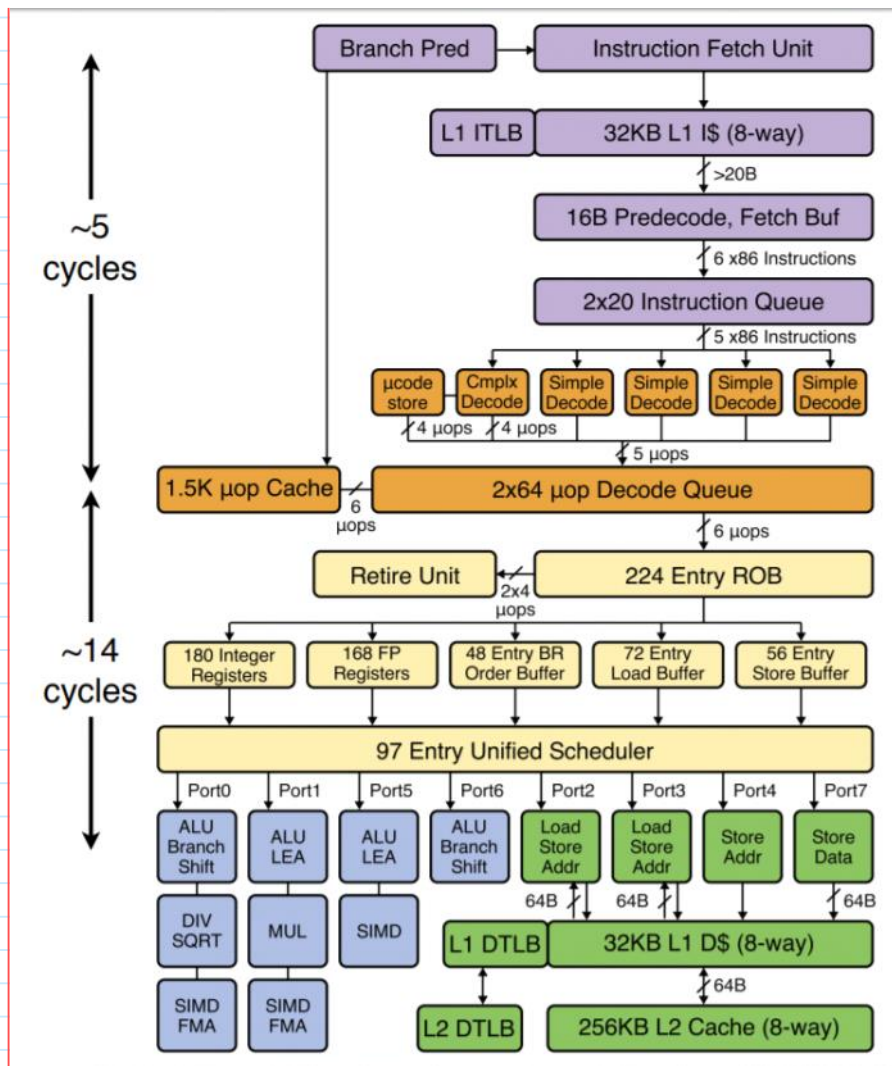 Branch Pred
Instruction Fetch Unit
L1 ITLB
32KB L1 I$ (8-way)
>20B
16B Predecode, Fetch Buf
6 x86 Instructions
~5
cycles
2x20 Instruction Queue
5 x86 Instructions
μcode
store
Cmplx
Decode
Simple
Decode
Simple
Decode
Simple
Decode
Simple
Decode
4 μops
4 μops
5 μops
1.5K μop Cache
6
μops
2x64 μop Decode Queue
6 μops
Retire Unit
2x4
μops
224 Entry ROB
~14
cycles
180 Integer
Registers
168 FP
Registers
48 Entry BR
Order Buffer
72 Entry
Load Buffer
56 Entry
Store Buffer
97 Entry Unified Scheduler
Port0
Port1
Port5
Port6
Port2
Port3
Port4
Port7
ALU
Branch
Shift
ALU
LEA
ALU
LEA
ALU
Branch
Shift
Load
Store
Addr
Load
Store
Addr
Store
Addr
Store
Data
64B
64B
64B
DIV
SQRT
MUL
SIMD
L1 DTLB
32KB L1 D$ (8-way)
64B
SIMD
FMA
SIMD
FMA
L2 DTLB
256KB L2 Cache (8-way)